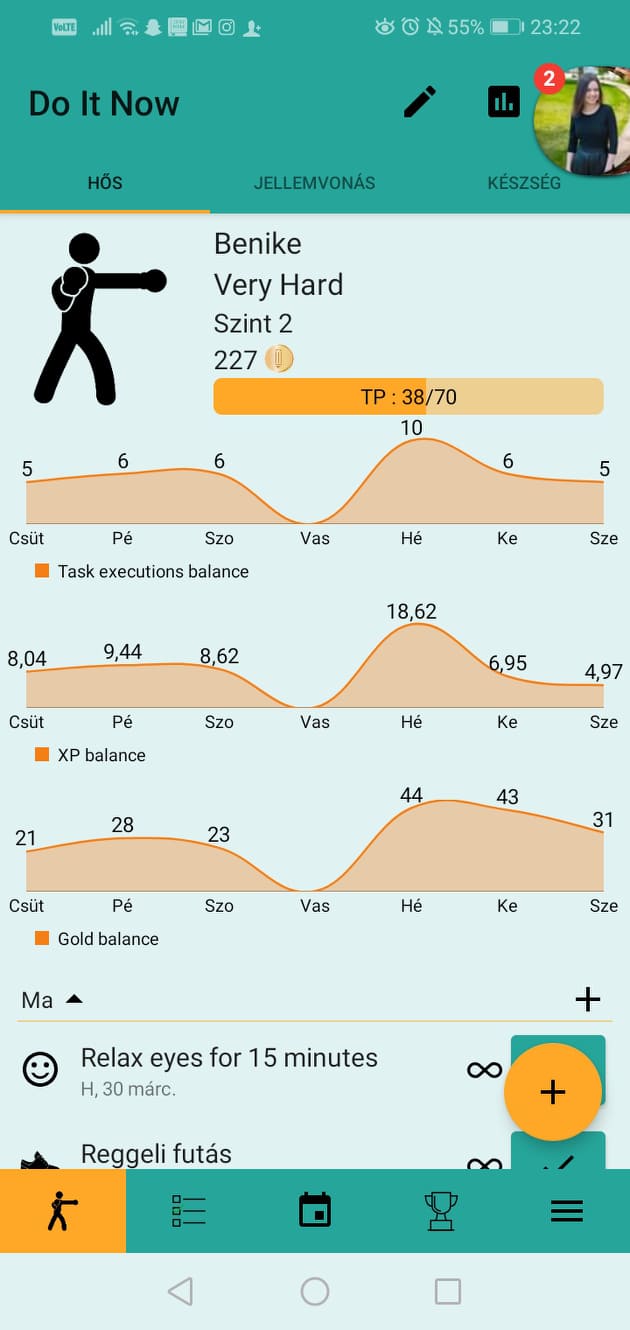 VoLTE 55% 23:22
Do It Now 2
HŐS JELLEMVONÁS KÉSZSÉG
Benike
Very Hard
Szint 2
227
TP : 38/70
5 6 6 10 6 5
Csüt Pé Szo Vas Hé Ke Sze
Task executions balance
8,04 9,44 8,62 18,62 6,95 4,97
Csüt Pé Szo Vas Hé Ke Sze
XP balance
21 28 23 44 43 31
Csüt Pé Szo Vas Hé Ke Sze
Gold balance
Ma
Relax eyes for 15 minutes
H, 30 márc.
Reggeli futás